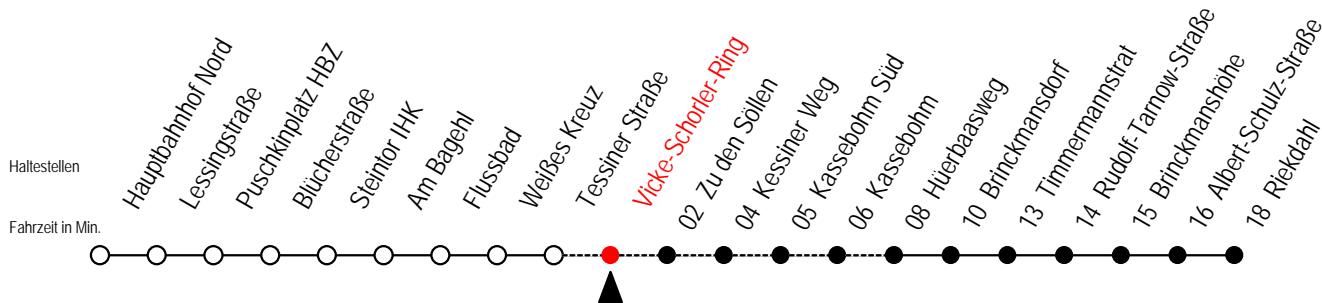 Haltestellen
Fahrzeit in Min.
Hauptbahnhof Nord
Lessingstraße
Puschkinplatz HBZ
Blücherstraße
Steintor IHK
Am Bagehl
Flussbad
Weißes Kreuz
Tessiner Straße
Vicke-Schorler-Ring
02 Zu den Söllen
04 Kessiner Weg
05 Kassebohm Süd
06 Kassebohm
08 Hüerbaasweg
10 Brinckmansdorf
13 Timmermannstrat
14 Rudolf-Tarnow-Straße
15 Brinckmanshöhe
16 Albert-Schulz-Straße
18 Riekdahl